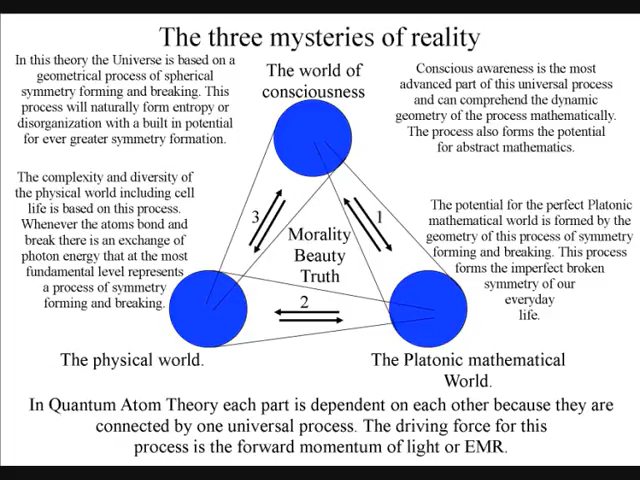 The three mysteries of reality
In this theory the Universe is based on a
geometrical process of spherical
symmetry forming and breaking. This
process will naturally form entropy or
disorganization with a built in potential
for ever greater symmetry formation.
The world of
consciousness
Conscious awareness is the most
advanced part of this universal process
and can comprehend the dynamic
geometry of the process mathematically.
The process also forms the potential
for abstract mathematics.
The complexity and diversity of
the physical world including cell
life is based on this process.
Whenever the atoms bond and
break there is an exchange of
photon energy that at the most
fundamental level represents
a process of symmetry
forming and breaking.
3
1
Morality
Beauty
Truth
2
The potential for the perfect Platonic
mathematical world is formed by the
geometry of this process of symmetry
forming and breaking. This process
forms the imperfect broken
symmetry of our
everyday
life.
The physical world.
The Platonic mathematical
World.
In Quantum Atom Theory each part is dependent on each other because they are
connected by one universal process. The driving force for this
process is the forward momentum of light or EMR.